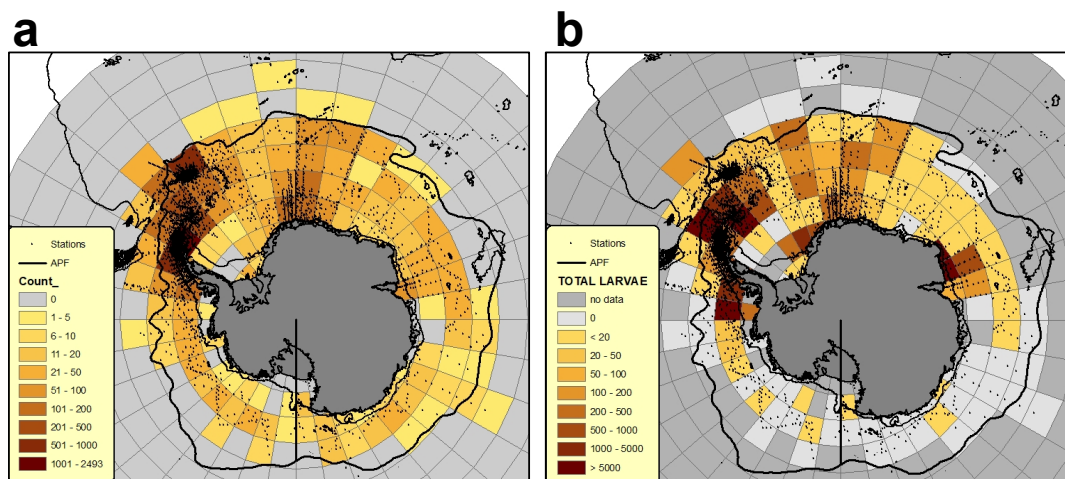 a
Stations
APF
Count_
0
1 - 5
6 - 10
11 - 20
21 - 50
51 - 100
101 - 200
201 - 500
501 - 1000
1001 - 2493
b
Stations
APF
TOTAL LARVAE
no data
0
< 20
20 - 50
50 - 100
100 - 200
200 - 500
500 - 1000
1000 - 5000
> 5000